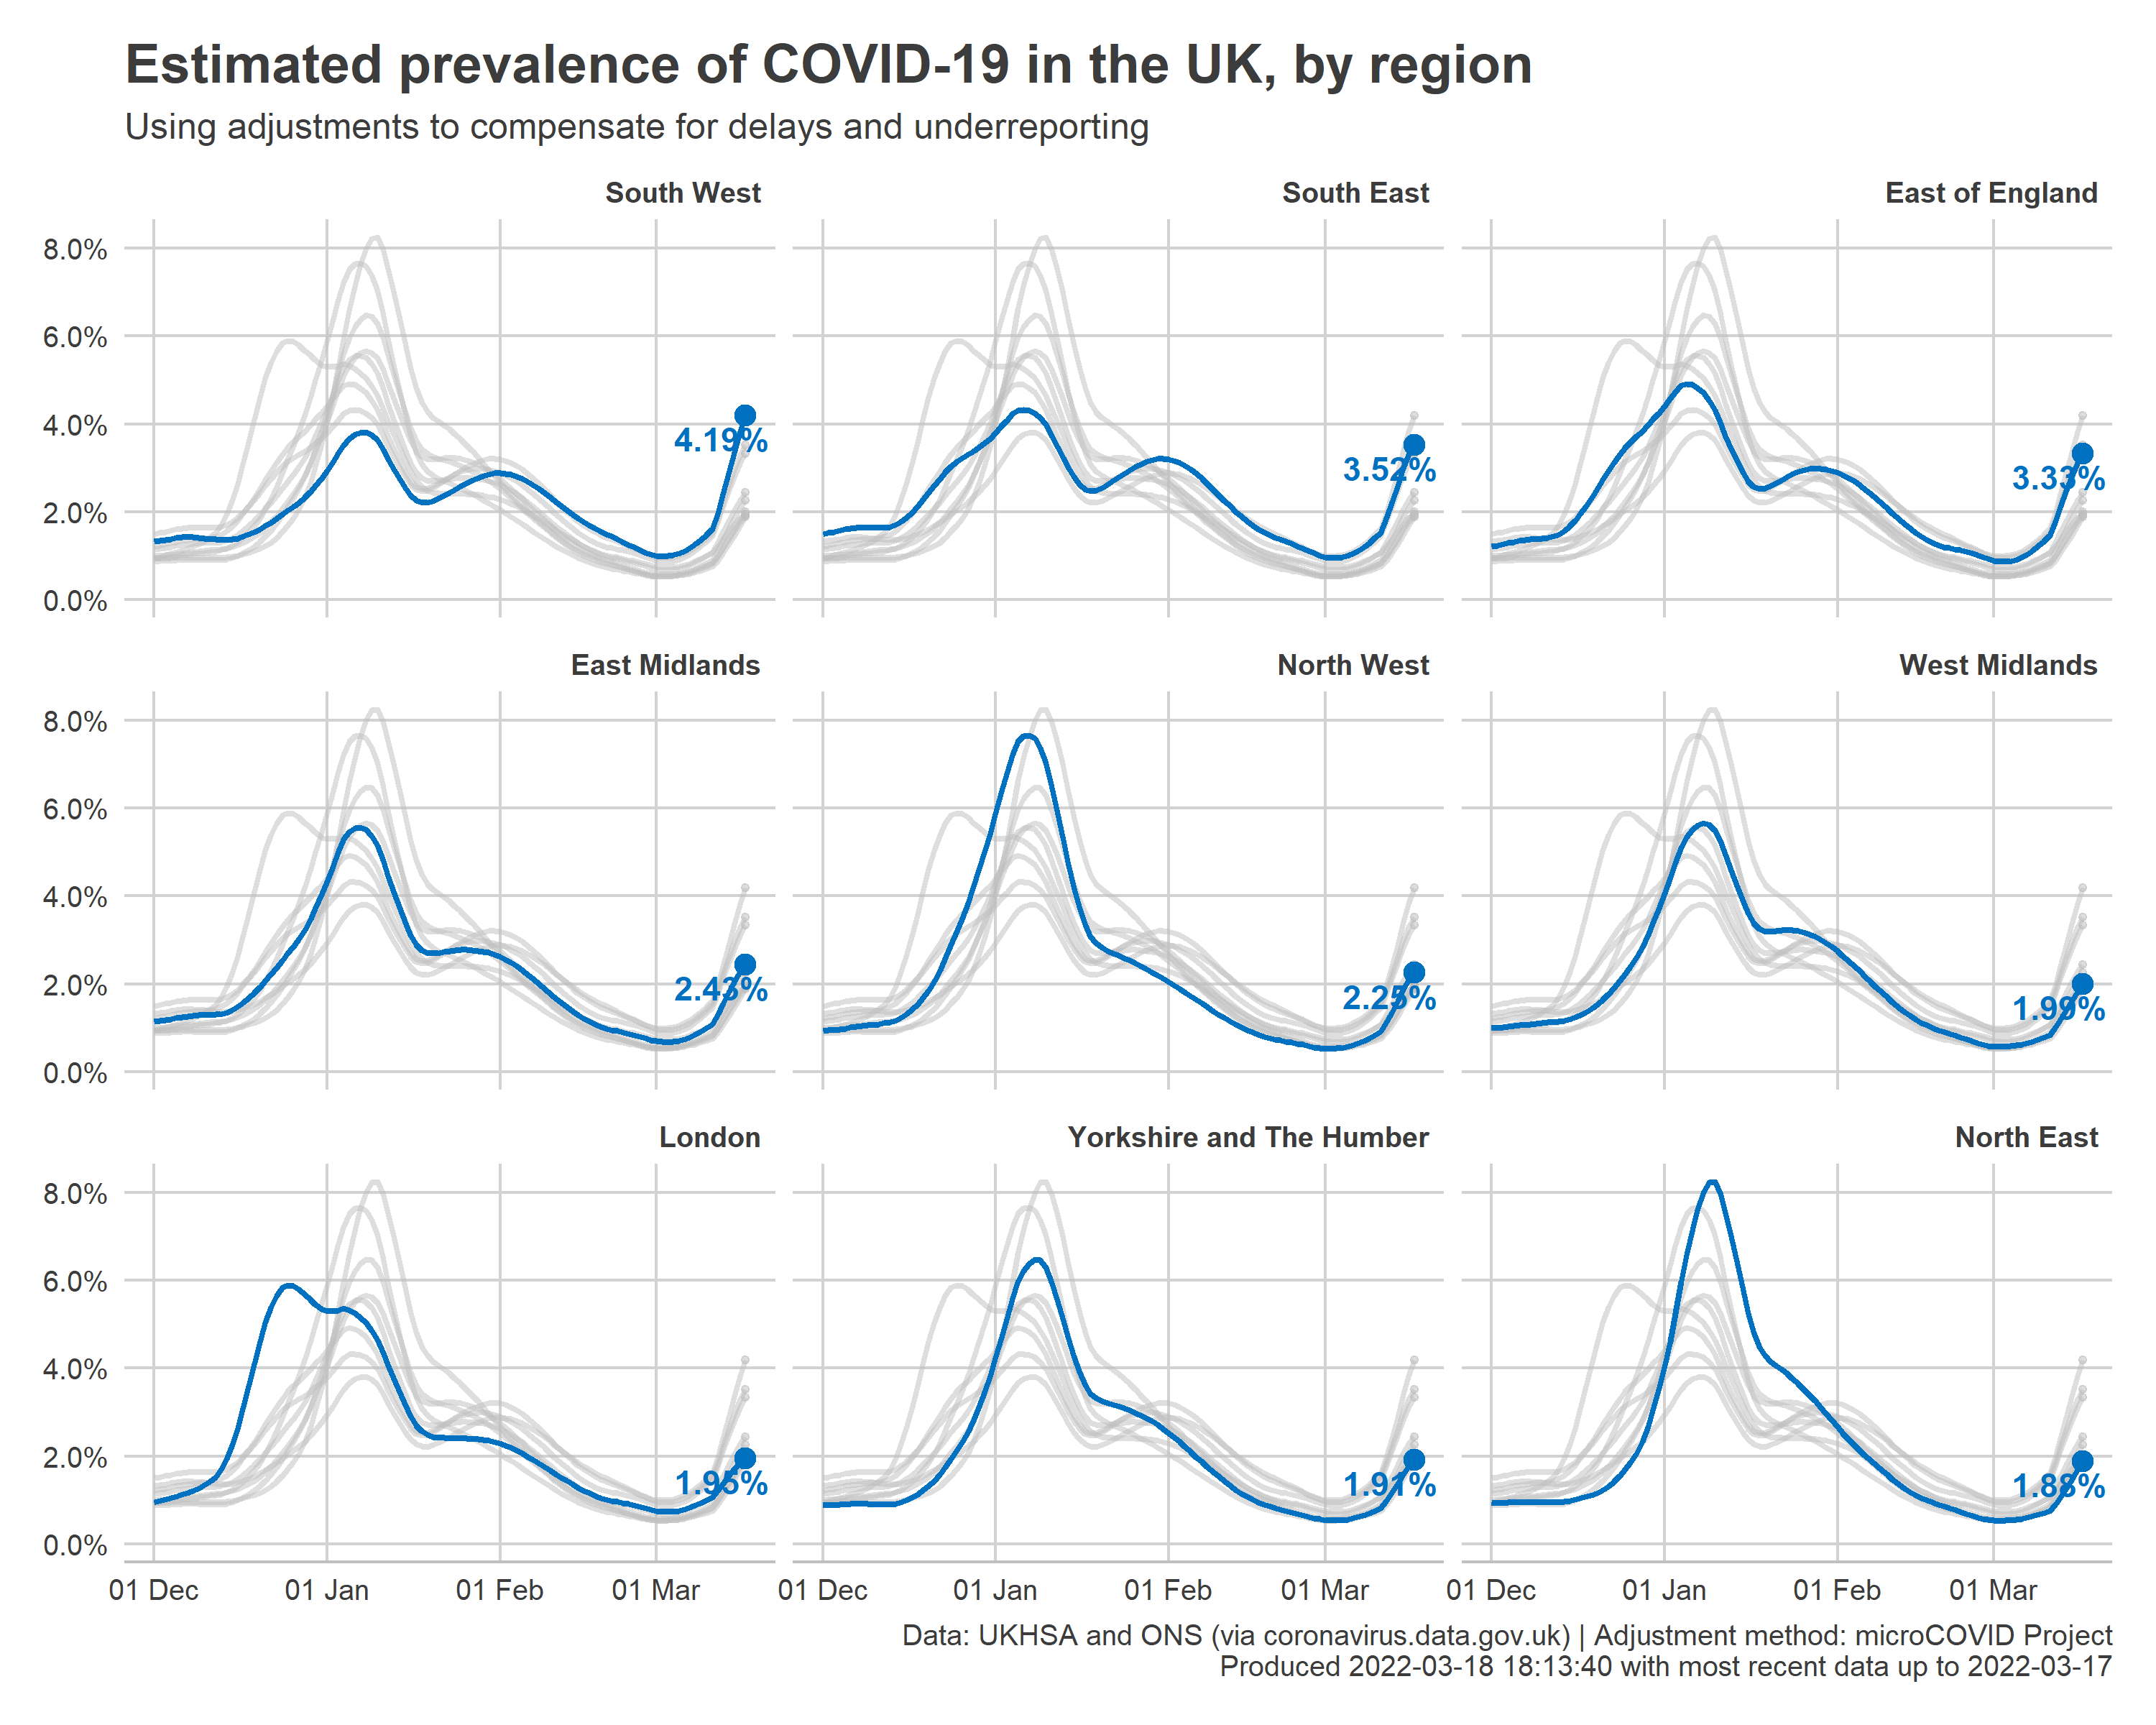 Estimated prevalence of COVID-19 in the UK, by region
Using adjustments to compensate for delays and underreporting
South West
South East
East of England
8.0%
6.0%
4.0%
2.0%
0.0%
4.19%
3.52%
3.33%
East Midlands
North West
West Midlands
8.0%
6.0%
4.0%
2.0%
0.0%
2.43%
2.25%
1.99%
London
Yorkshire and The Humber
North East
8.0%
6.0%
4.0%
2.0%
0.0%
1.95%
1.91%
1.88%
01 Dec
01 Jan
01 Feb
01 Mar
01 Dec
01 Jan
01 Feb
01 Mar
01 Dec
01 Jan
01 Feb
01 Mar
Data: UKHSA and ONS (via coronavirus.data.gov.uk) | Adjustment method: microCOVID Project
Produced 2022-03-18 18:13:40 with most recent data up to 2022-03-17